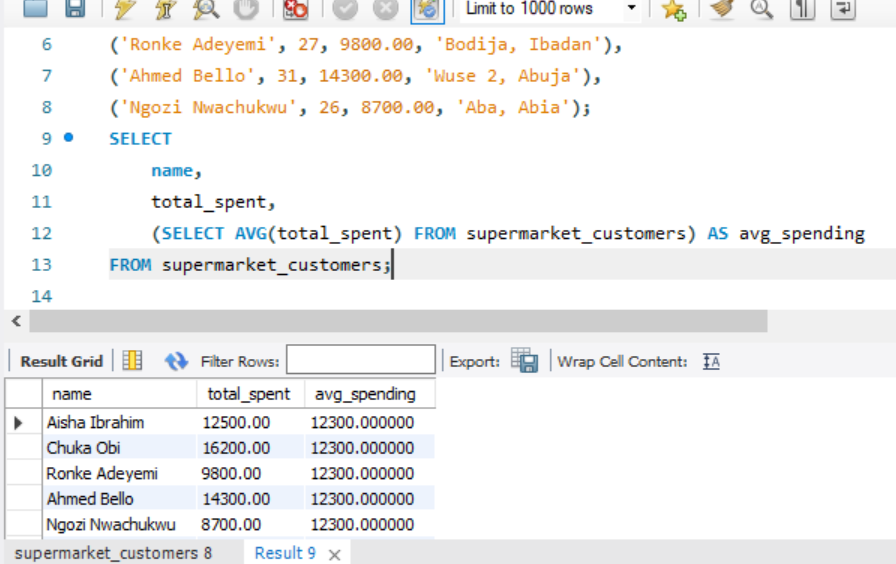 Limit to 1000 rows
6 ('Ronke Adeyemi', 27, 9800.00, 'Bodija, Ibadan'),
7 ('Ahmed Bello', 31, 14300.00, 'Wuse 2, Abuja'),
8 ('Ngozi Nwachukwu', 26, 8700.00, 'Aba, Abia');
9 SELECT
10 name,
11 total_spent,
12 (SELECT AVG(total_spent) FROM supermarket_customers) AS avg_spending
13 FROM supermarket_customers;
14
Result Grid Filter Rows: Export: Wrap Cell Content: IA
name total_spent avg_spending
Aisha Ibrahim 12500.00 12300.000000
Chuka Obi 16200.00 12300.000000
Ronke Adeyemi 9800.00 12300.000000
Ahmed Bello 14300.00 12300.000000
Ngozi Nwachukwu 8700.00 12300.000000
supermarket_customers 8 Result 9